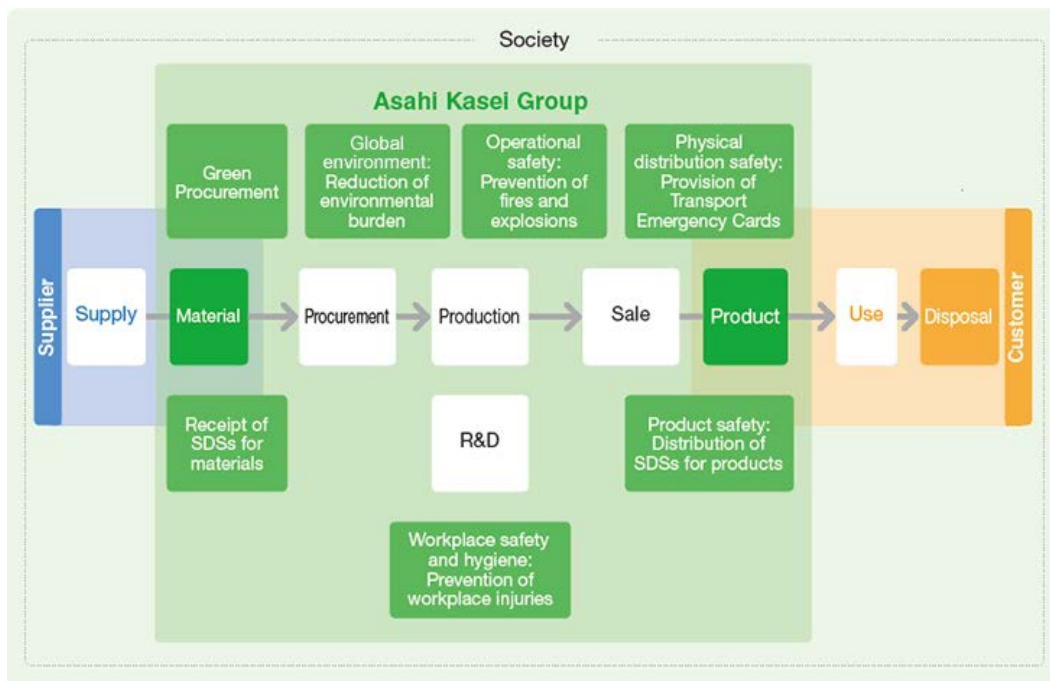 Society
Asahi Kasei Group
Green
Procurement
Global
environment:
Reduction of
environmental
burden
Operational
safety:
Prevention of
fires and
explosions
Physical
distribution safety:
Provision of
Transport
Emergency Cards
Supplier
Supply
Material
Procurement
Production
Sale
Product
Use
Disposal
Customer
Receipt of
SDSs for
materials
R&D
Product safety:
Distribution of
SDSs for products
Workplace safety
and hygiene:
Prevention of
workplace injuries